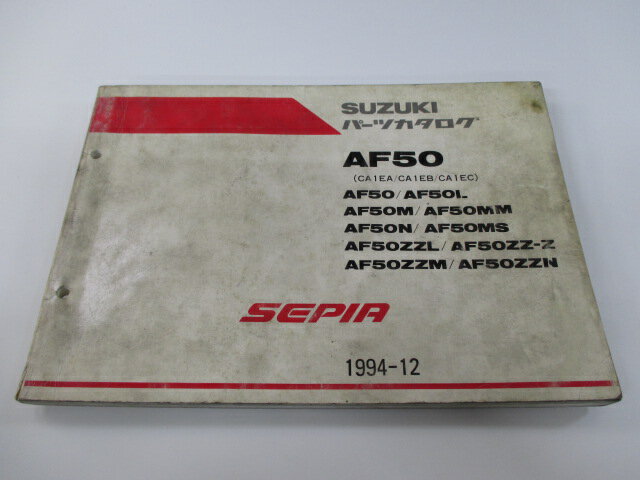 SUZUKI
パーツカタログ
AF50
(CA1EA/CA1EB/CA1EC)
AF50/AF50L
AF50M/AF50MM
AF50N/AF50MS
AF50ZZL/AF50ZZ-Z
AF50ZZM/AF50ZZN
SEPIA
1994-12